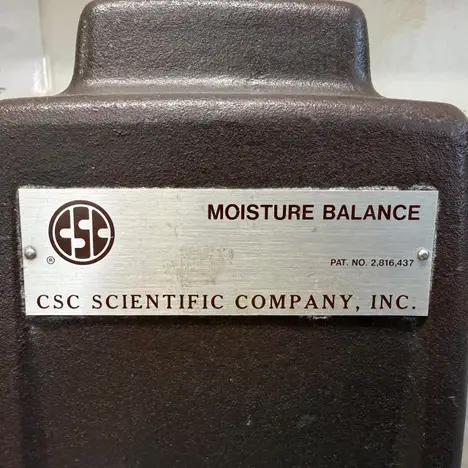 CSC
®
MOISTURE BALANCE
PAT. NO. 2,816,437
CSC SCIENTIFIC COMPANY, INC.